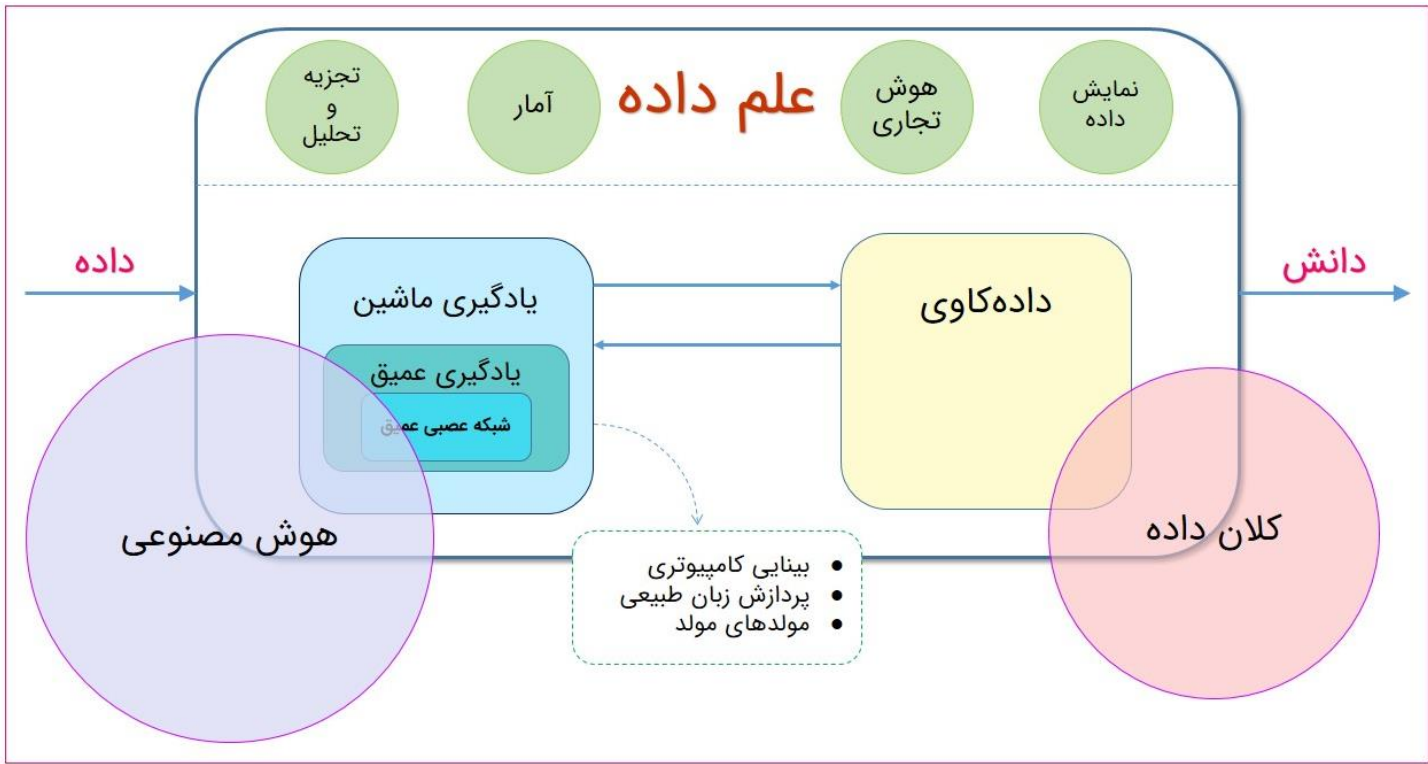 علم داده
نمایش
داده
هوش
تجاری
آمار
تجزیه
و
تحلیل
داده
دانش
داده‌کاوی
یادگیری ماشین
یادگیری عمیق
شبکه عصبی عمیق
هوش مصنوعی
کلان داده
● بینایی کامپیوتری
● پردازش زبان طبیعی
● مولدهای مولد